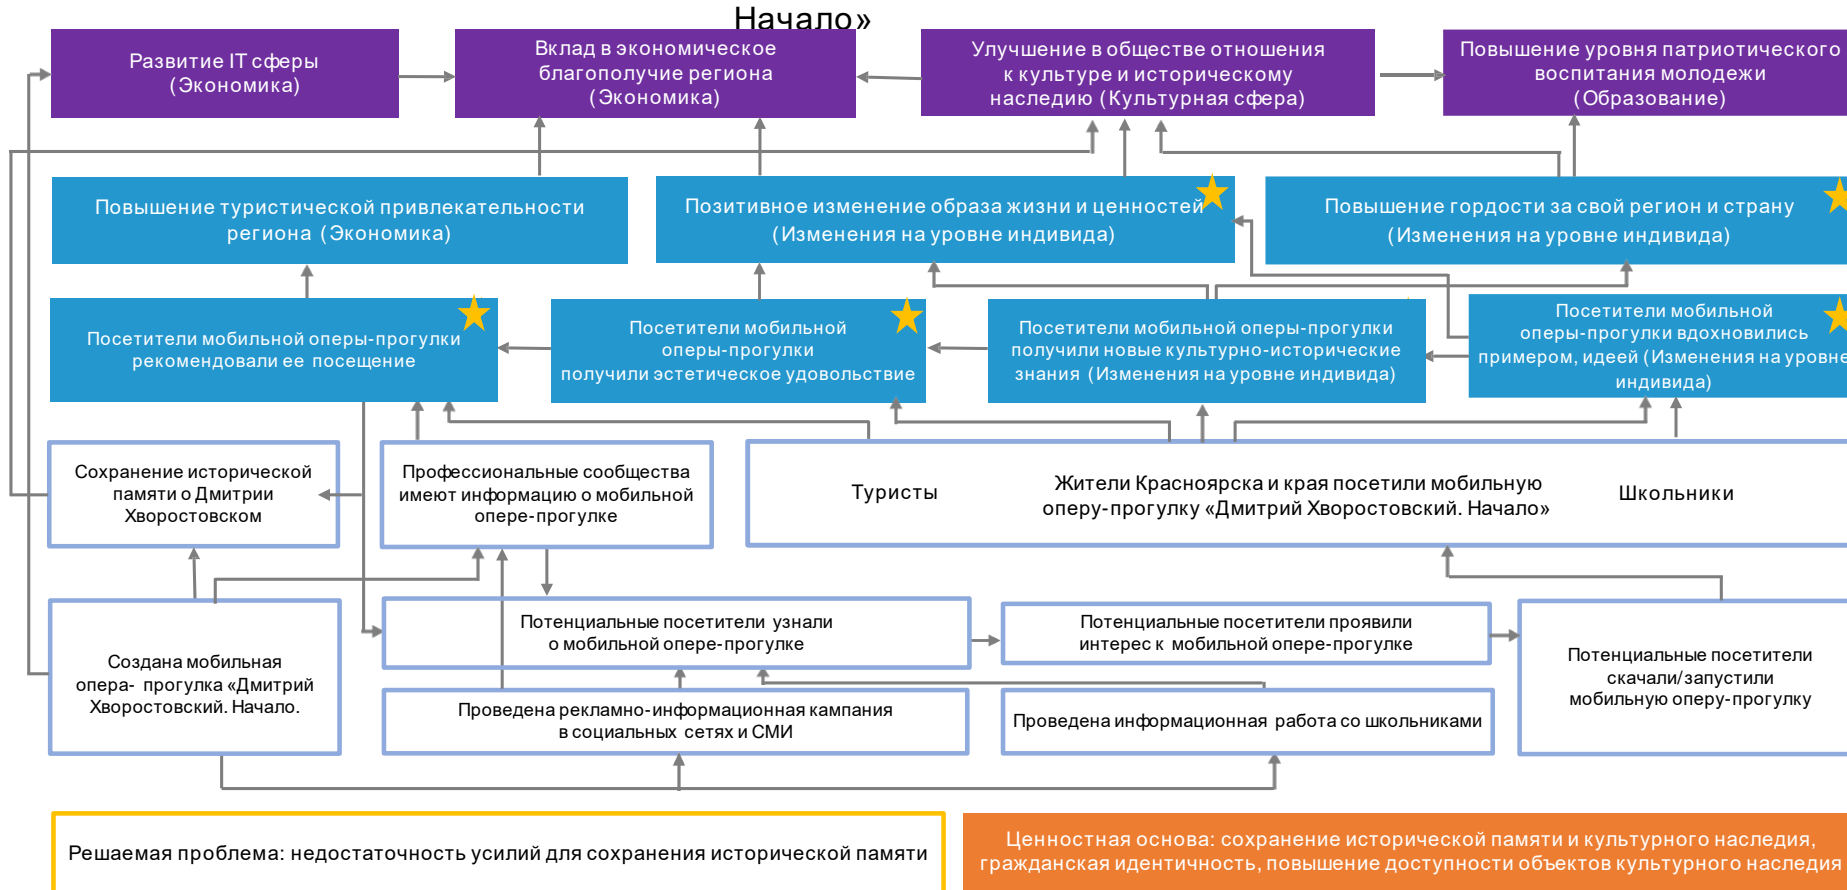 Начало»
Развитие IT сферы
(Экономика)
Вклад в экономическое
благополучие региона
(Экономика)
Улучшение в обществе отношения
к культуре и историческому
наследию (Культурная сфера)
Повышение уровня патриотического
воспитания молодежи
(Образование)
Повышение туристической привлекательности
региона (Экономика)
Позитивное изменение образа жизни и ценностей
(Изменения на уровне индивида)
Повышение гордости за свой регион и страну
(Изменения на уровне индивида)
Посетители мобильной оперы-прогулки
рекомендовали ее посещение
Посетители мобильной
оперы-прогулки
получили эстетическое удовольствие
Посетители мобильной оперы-прогулки
получили новые культурно-исторические
знания (Изменения на уровне индивида)
Посетители мобильной
оперы-прогулки вдохновились
примером, идеей (Изменения на уровне
индивида)
Сохранение исторической
памяти о Дмитрии
Хворостовском
Профессиональные сообщества
имеют информацию о мобильной
опере-прогулке
Туристы
Жители Красноярска и края посетили мобильную
оперу-прогулку «Дмитрий Хворостовский. Начало»
Школьники
Создана мобильная
опера- прогулка «Дмитрий
Хворостовский. Начало.
Потенциальные посетители узнали
о мобильной опере-прогулке
Потенциальные посетители проявили
интерес к мобильной опере-прогулке
Потенциальные посетители
скачали/запустили
мобильную оперу-прогулку
Проведена рекламно-информационная кампания
в социальных сетях и СМИ
Проведена информационная работа со школьниками
Решаемая проблема: недостаточность усилий для сохранения исторической памяти
Ценностная основа: сохранение исторической памяти и культурного наследия,
гражданская идентичность, повышение доступности объектов культурного наследия